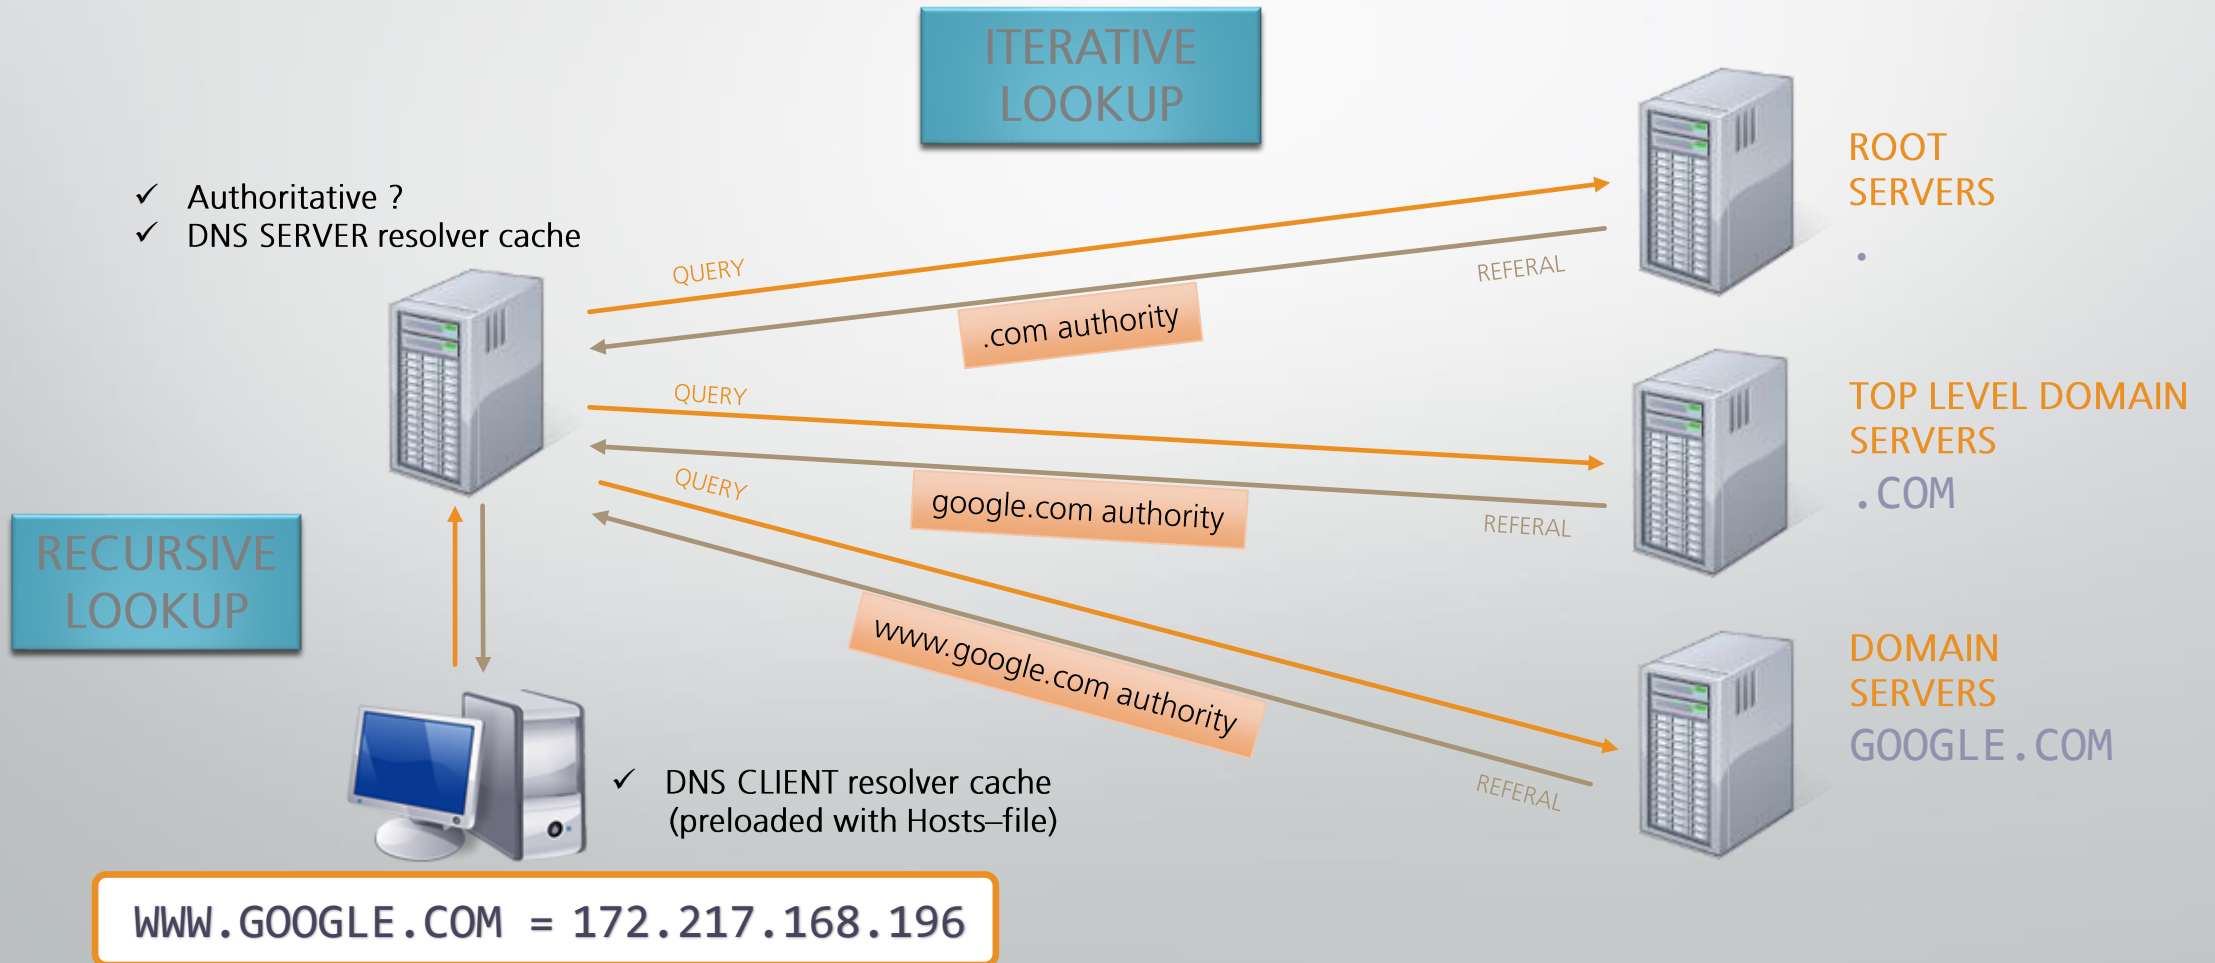 ITERATIVE
LOOKUP
✓ Authoritative ?
✓ DNS SERVER resolver cache
ROOT
SERVERS
.
QUERY
REFERAL
.com authority
QUERY
TOP LEVEL DOMAIN
SERVERS
.COM
google.com authority
REFERAL
QUERY
RECURSIVE
LOOKUP
www.google.com authority
DOMAIN
SERVERS
GOOGLE.COM
REFERAL
✓ DNS CLIENT resolver cache
(preloaded with Hosts–file)
WWW.GOOGLE.COM = 172.217.168.196